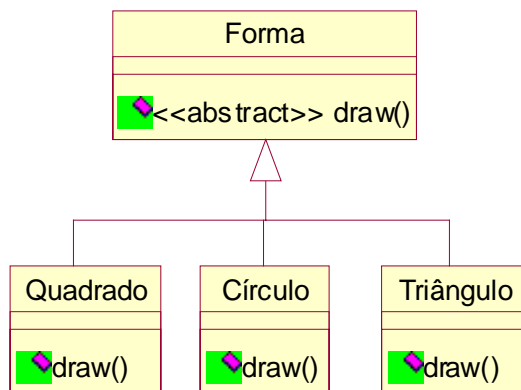 Forma
<<abstract>> draw()
Quadrado
Círculo
Triângulo
draw()
draw()
draw()